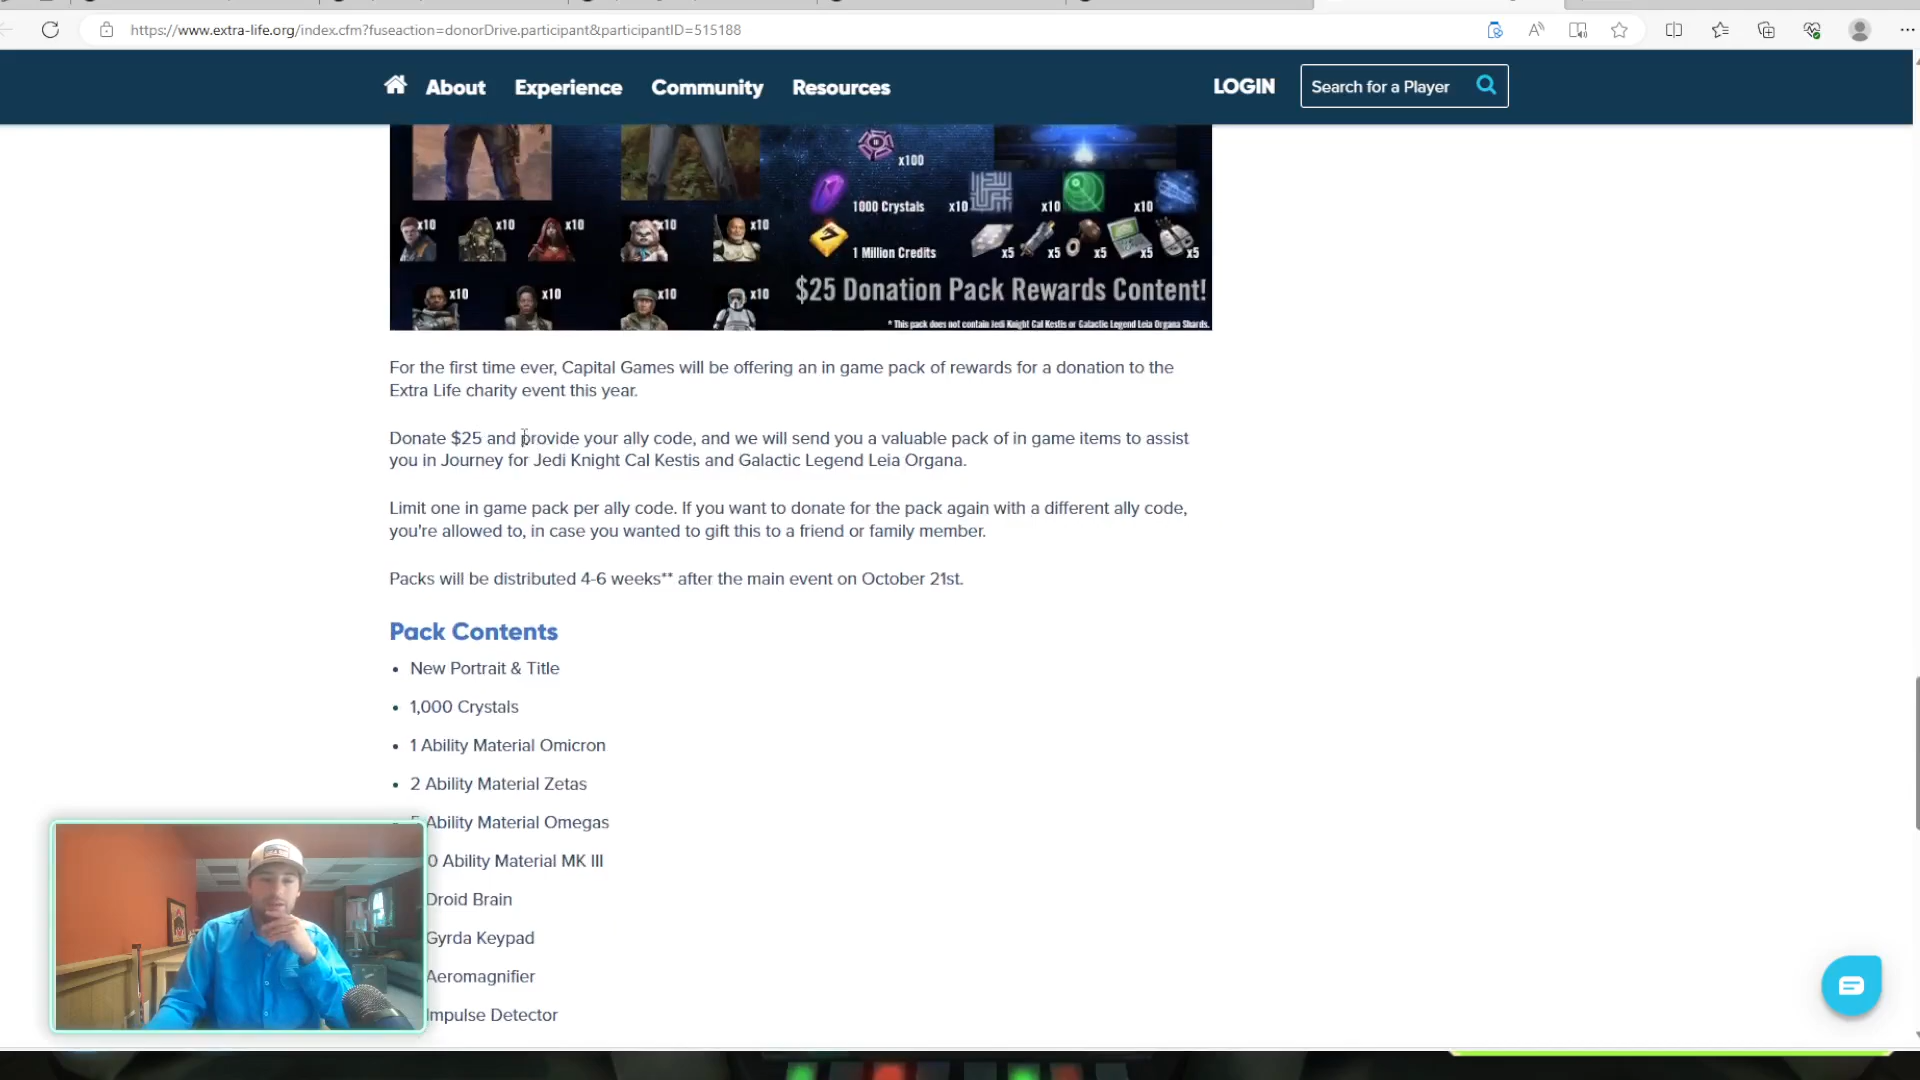 https://www.extra-life.org/index.cfm?fuseaction=donorDrive.participant&participantID=515188
About Experience Community Resources LOGIN Search for a Player
x100
1000 Crystals x10 x10 x10
x10 x10 x10 x10 x10
1 Million Credits x5 x5 x5 x5 x5
x10 x10 x10 x10
$25 Donation Pack Rewards Content!
* This pack does not contain Jedi Knight Cal Kestis or Galactic Legend Leia Organa Shards.
For the first time ever, Capital Games will be offering an in game pack of rewards for a donation to the
Extra Life charity event this year.
Donate $25 and provide your ally code, and we will send you a valuable pack of in game items to assist
you in Journey for Jedi Knight Cal Kestis and Galactic Legend Leia Organa.
Limit one in game pack per ally code. If you want to donate for the pack again with a different ally code,
you're allowed to, in case you wanted to gift this to a friend or family member.
Packs will be distributed 4-6 weeks** after the main event on October 21st.
Pack Contents
• New Portrait & Title
• 1,000 Crystals
• 1 Ability Material Omicron
• 2 Ability Material Zetas
Ability Material Omegas
0 Ability Material MK III
Droid Brain
Gyrda Keypad
Aeromagnifier
Impulse Detector